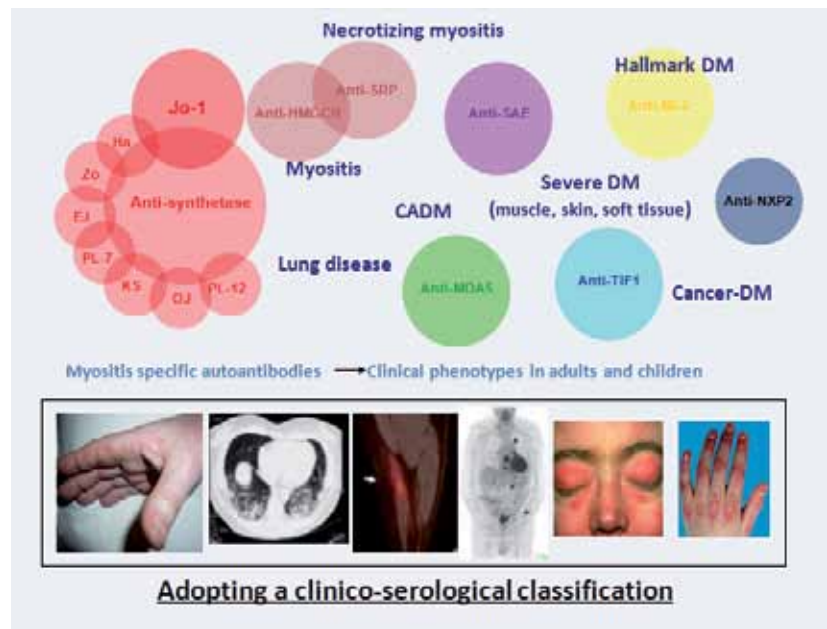 Necrotizing myositis
Hallmark DM
Jo-1
Anti-HMGCR
Anti-SRP
Anti-SAE
Anti-Mi-2
Ha
Zo
Myositis
Severe DM
(muscle, skin, soft tissue)
Anti-NXP2
EJ
Anti-synthetase
CADM
PL-7
Lung disease
KS
OJ
PL-12
Anti-MDA5
Anti-TIF1
Cancer-DM
Myositis specific autoantibodies → Clinical phenotypes in adults and children
Adopting a clinico-serological classification